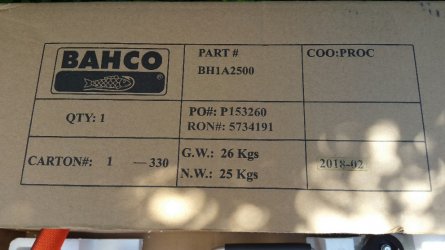 BAHCO
PART #
BH1A2500
COO:PROC
QTY: 1
PO#: P153260
RON#: 5734191
CARTON#: 1 — 330
G.W.: 26 Kgs
N.W.: 25 Kgs
2018-02